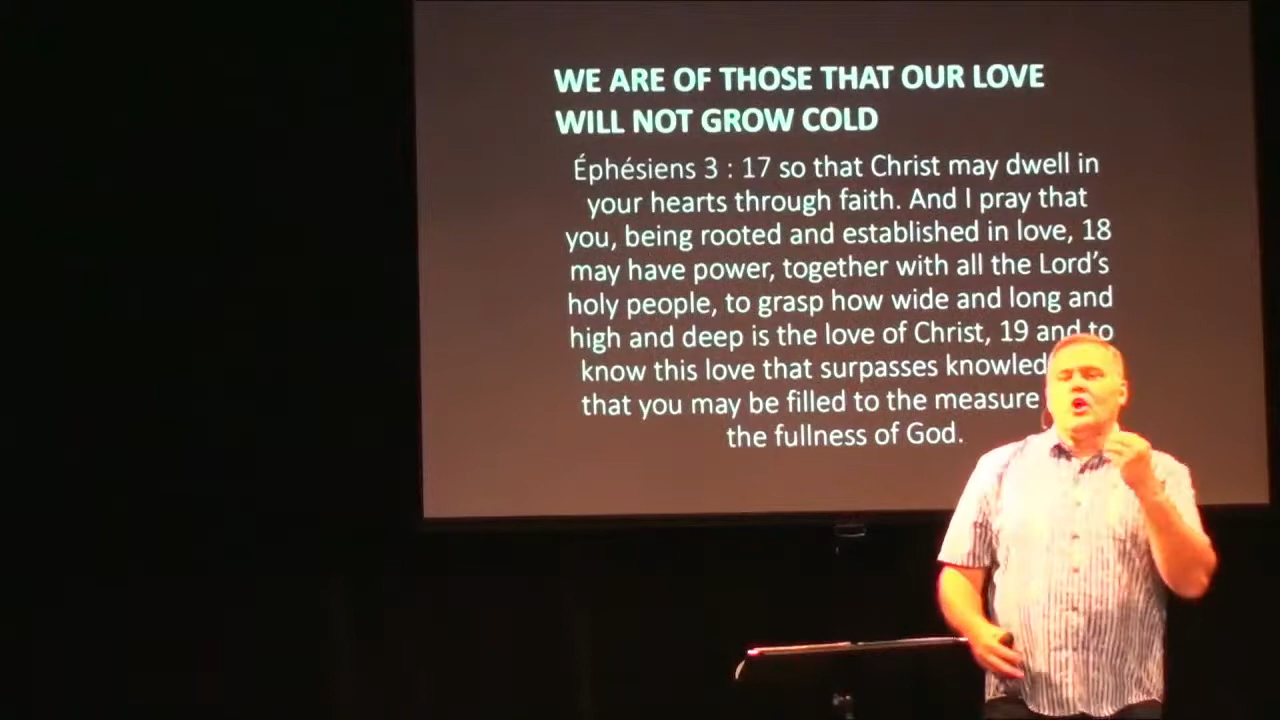 WE ARE OF THOSE THAT OUR LOVE
WILL NOT GROW COLD
Éphésiens 3 : 17 so that Christ may dwell in
your hearts through faith. And I pray that
you, being rooted and established in love, 18
may have power, together with all the Lord’s
holy people, to grasp how wide and long and
high and deep is the love of Christ, 19 and to
know this love that surpasses
that you may be filled to the measure
the fullness of God.